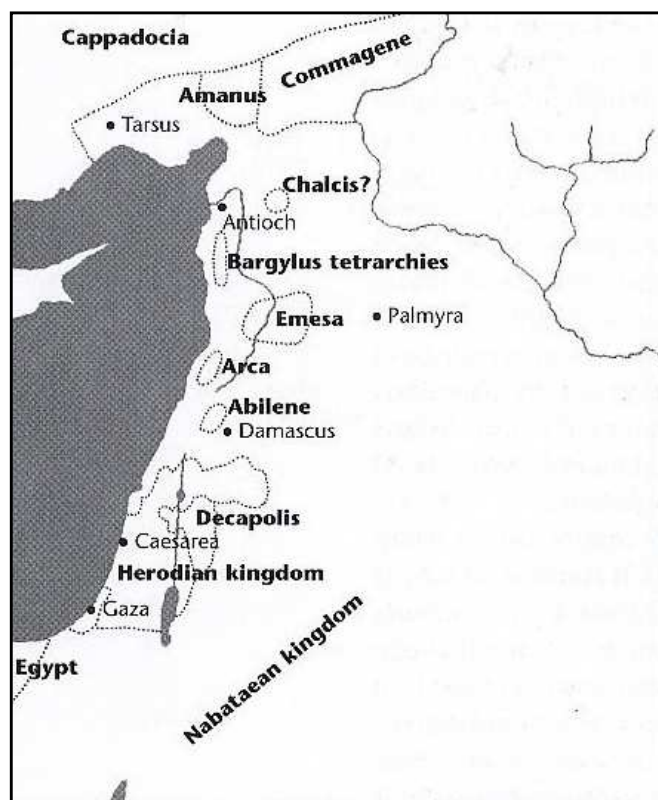 Cappadocia
Commagene
Amanus
Tarsus
Chalcis?
Antioch
Bargylus tetrarchies
Emesa
Palmyra
Arca
Abilene
Damascus
Decapolis
Caesarea
Herodian kingdom
Gaza
Nabataean kingdom
Egypt